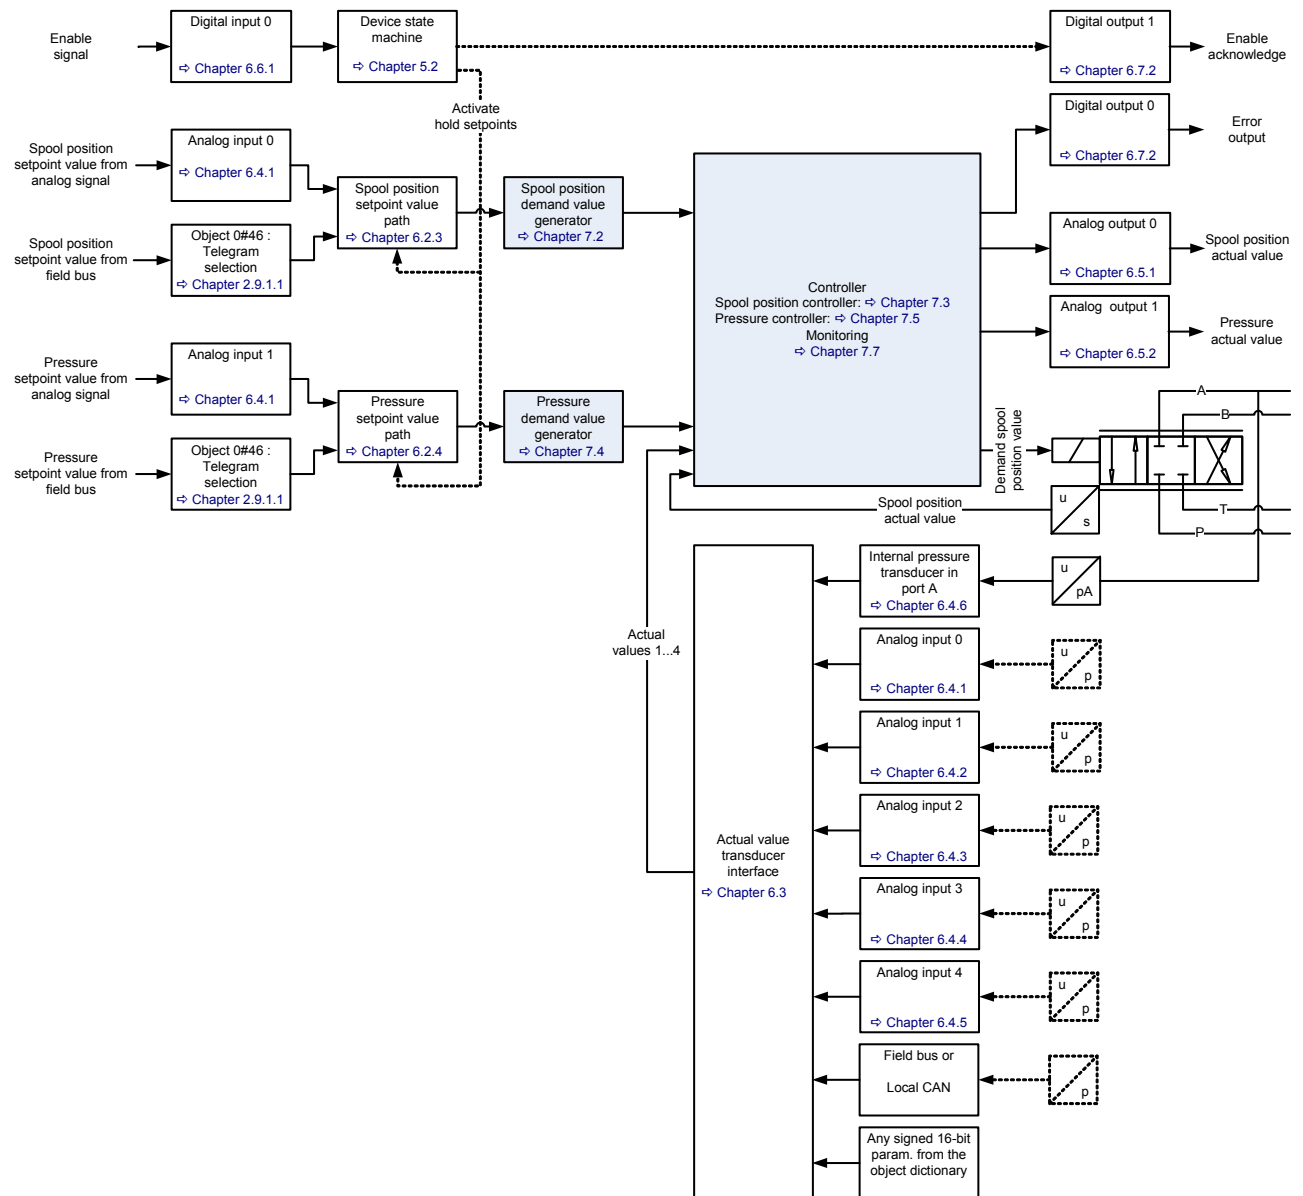 Enable
signal
Digital input 0
⇨ Chapter 6.6.1
Device state
machine
⇨ Chapter 5.2
Digital output 1
⇨ Chapter 6.7.2
Enable
acknowledge
Activate
hold setpoints
Digital output 0
⇨ Chapter 6.7.2
Error
output
Spool position
setpoint value from
analog signal
Analog input 0
⇨ Chapter 6.4.1
Spool position
setpoint value from
field bus
Object 0#46 :
Telegram
selection
⇨ Chapter 2.9.1.1
Spool position
setpoint value
path
⇨ Chapter 6.2.3
Spool position
demand value
generator
⇨ Chapter 7.2
Analog output 0
⇨ Chapter 6.5.1
Spool position
actual value
Controller
Spool position controller: ⇨ Chapter 7.3
Pressure controller: ⇨ Chapter 7.5
Monitoring
⇨ Chapter 7.7
Analog output 1
⇨ Chapter 6.5.2
Pressure
actual value
Pressure
setpoint value from
analog signal
Analog input 1
⇨ Chapter 6.4.1
Pressure
setpoint value from
field bus
Object 0#46 :
Telegram
selection
⇨ Chapter 2.9.1.1
Pressure
setpoint value
path
⇨ Chapter 6.2.4
Pressure
demand value
generator
⇨ Chapter 7.4
Demand spool
position value
A
B
T
P
Spool position
actual value
u
s
Internal pressure
transducer in
port A
⇨ Chapter 6.4.6
u
pA
Actual
values 1...4
Analog input 0
⇨ Chapter 6.4.1
u
p
Analog input 1
⇨ Chapter 6.4.2
u
p
Analog input 2
⇨ Chapter 6.4.3
u
p
Actual value
transducer
interface
⇨ Chapter 6.3
Analog input 3
⇨ Chapter 6.4.4
u
p
Analog input 4
⇨ Chapter 6.4.5
u
p
Field bus or
Local CAN
u
p
Any signed 16-bit
param. from the
object dictionary